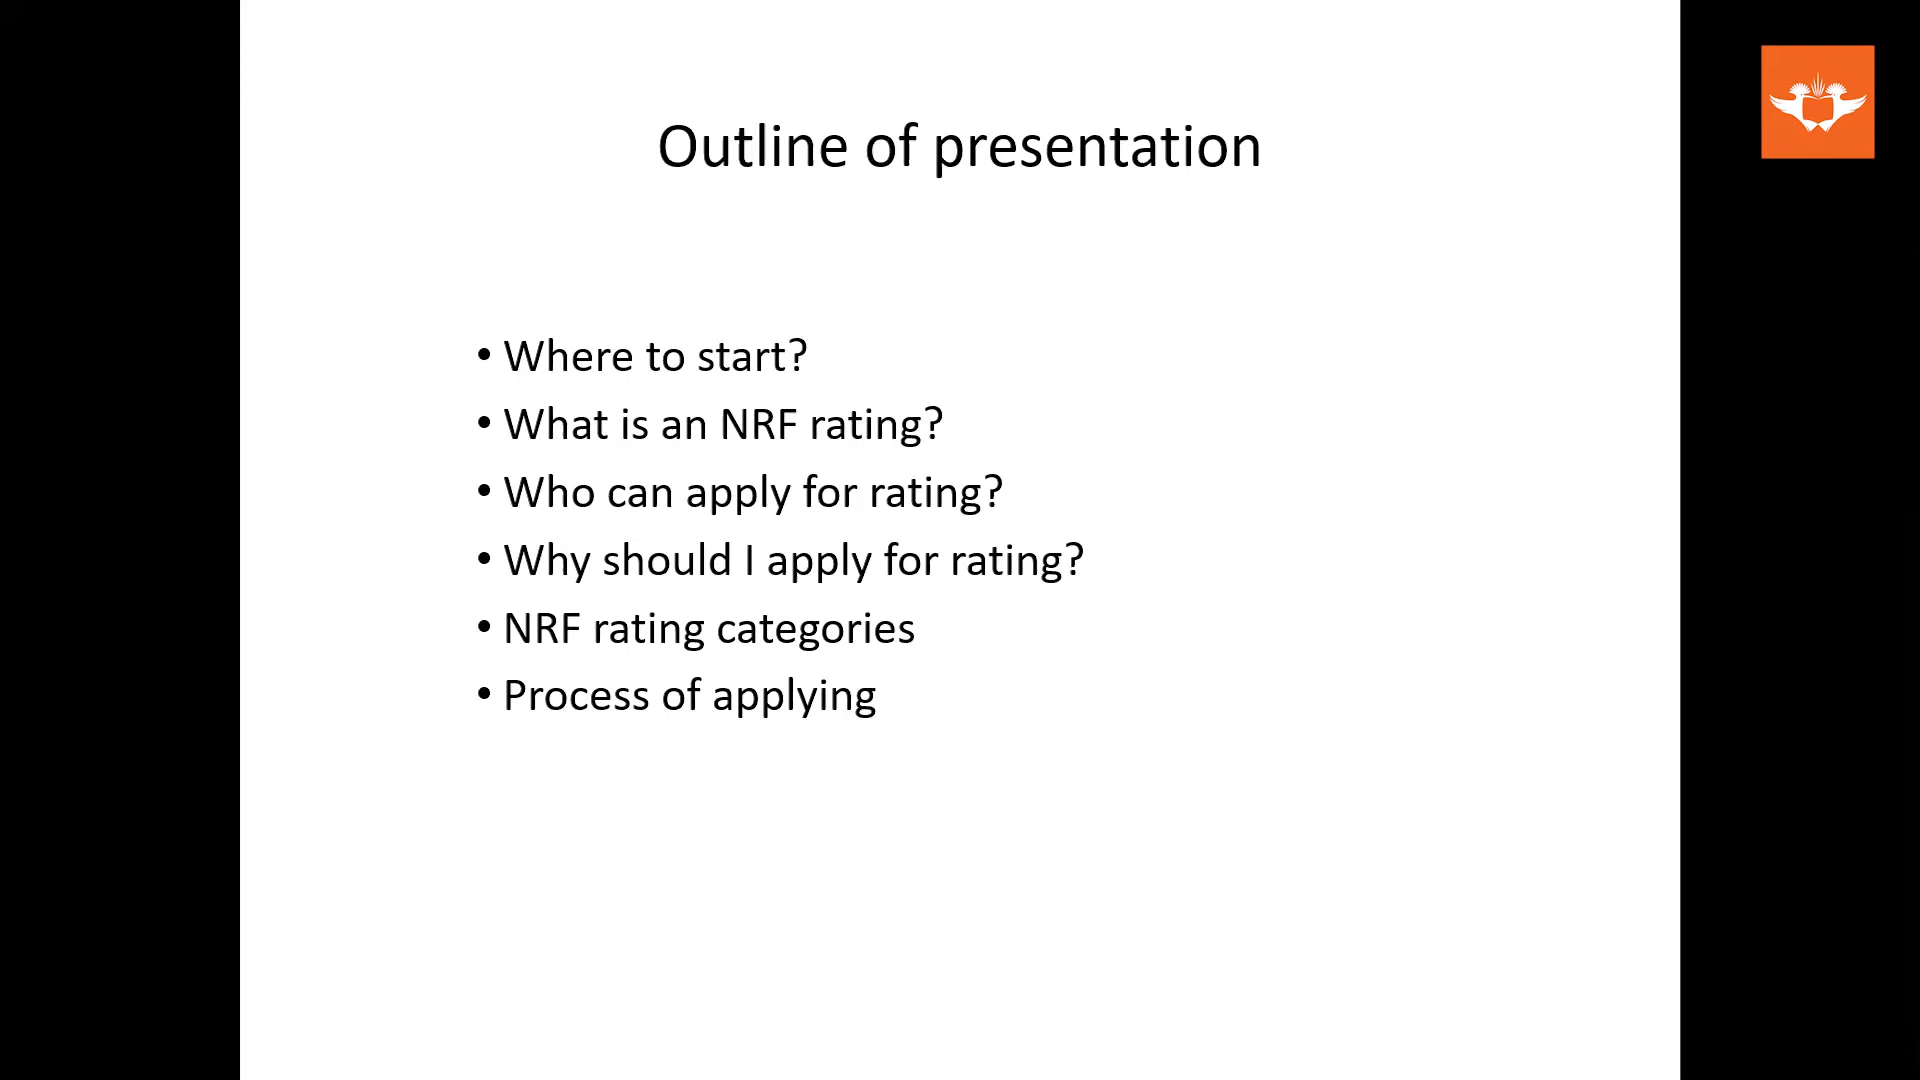 Outline of presentation
• Where to start?
• What is an NRF rating?
• Who can apply for rating?
• Why should I apply for rating?
• NRF rating categories
• Process of applying